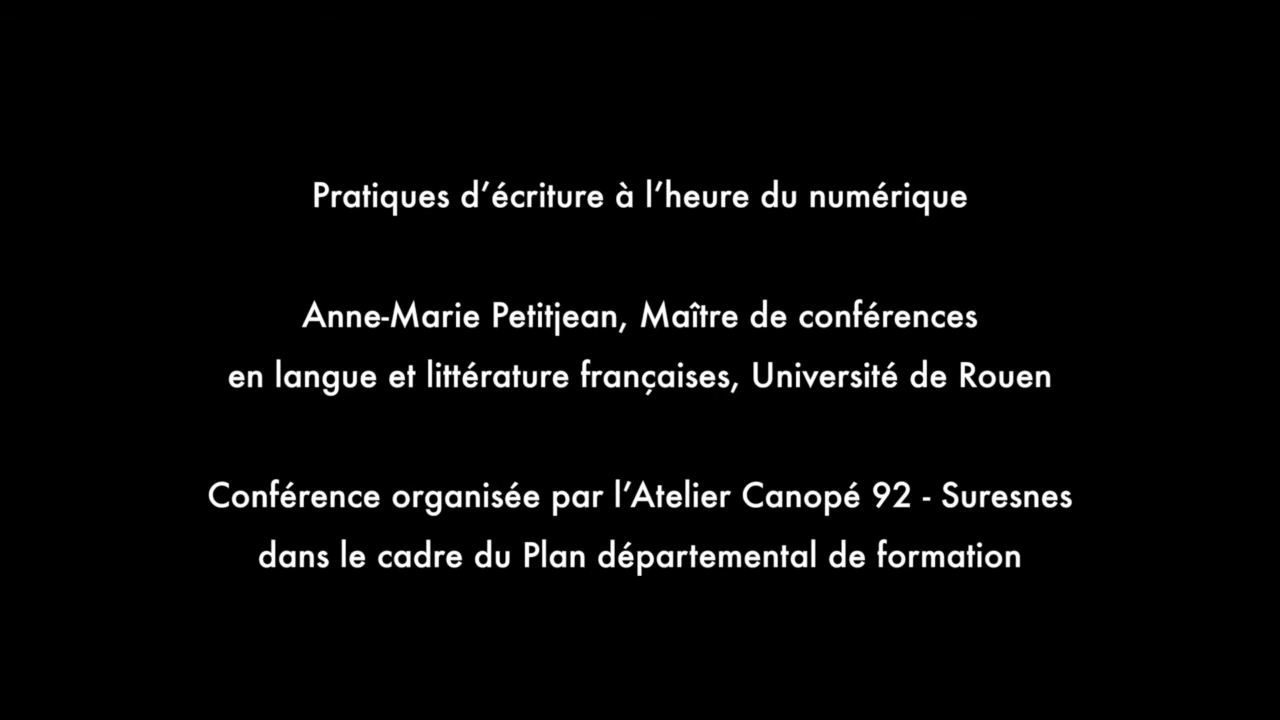 Pratiques d’écriture à l’heure du numérique
Anne-Marie Petitjean, Maître de conférences
en langue et littérature françaises, Université de Rouen
Conférence organisée par l’Atelier Canopé 92 - Suresnes
dans le cadre du Plan départemental de formation